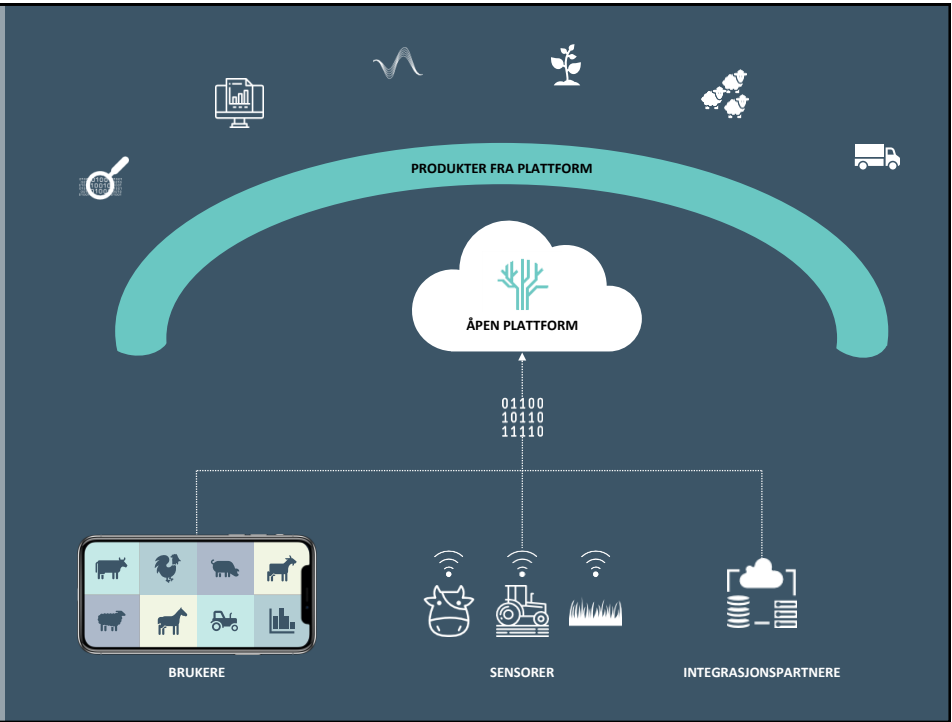 PRODUKTER FRA PLATTFORM
ÅPEN PLATTFORM
01100
10110
11110
BRUKERE
SENSORER
INTEGRASJONSPARTNERE